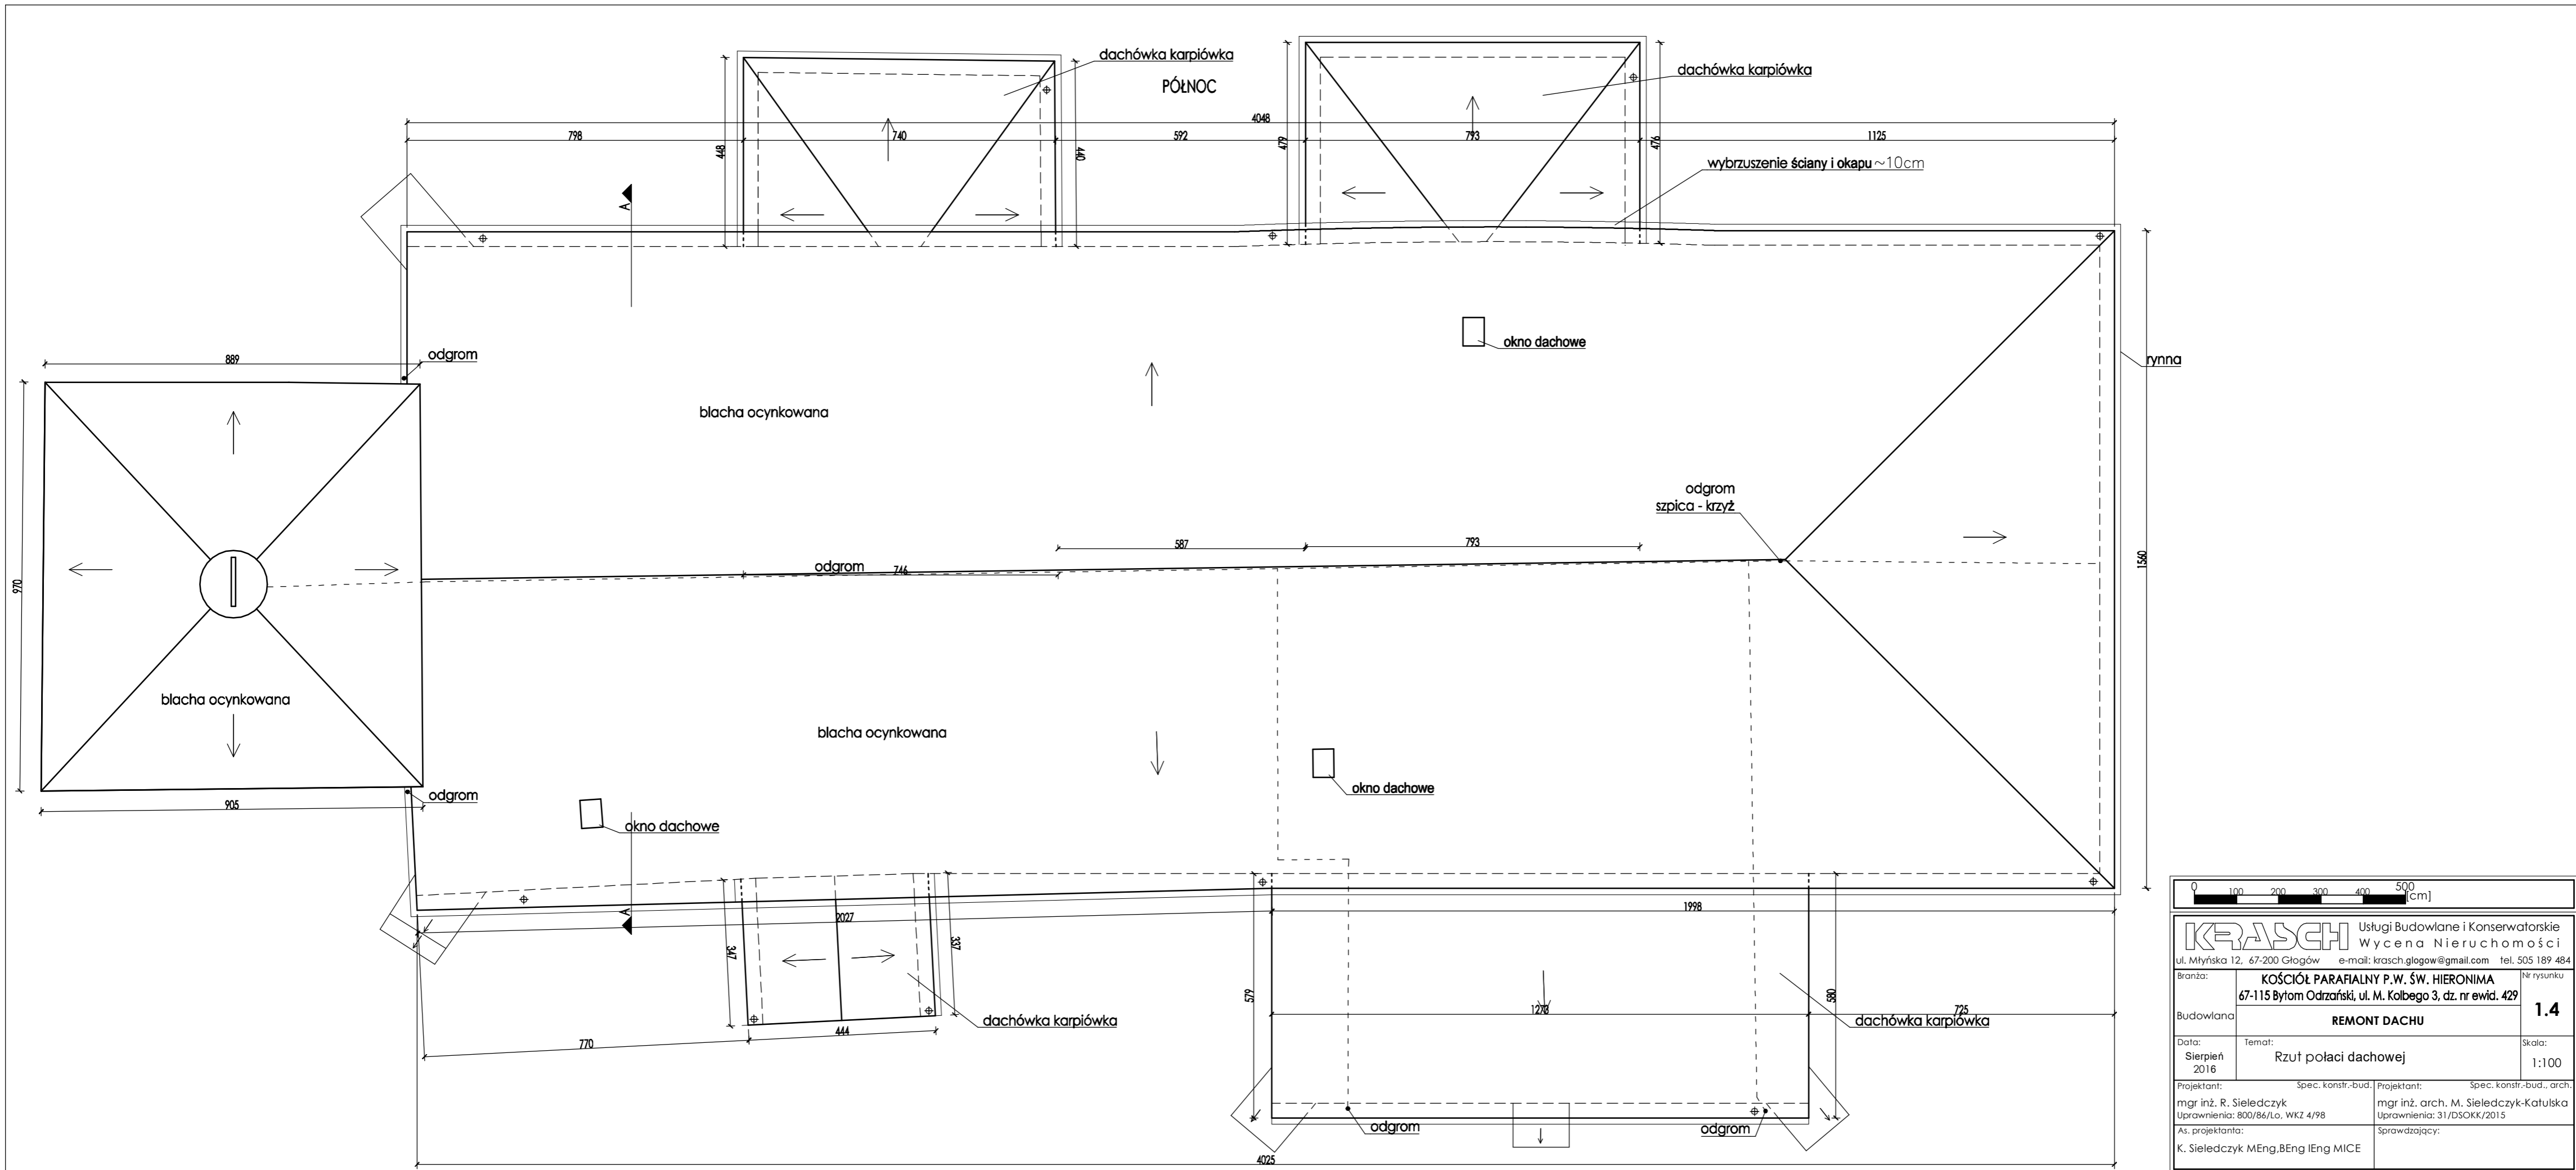 dachówka karpiówka
PÓŁNOC
dachówka karpiówka
4048
798
740
592
793
1125
448
440
479
476
wybrzuszenie ściany i okapu ~10cm
889
odgrom
okno dachowe
rynna
blacha ocynkowana
odgrom
szpica - krzyż
587
793
odgrom
746
970
1560
blacha ocynkowana
blacha ocynkowana
905
odgrom
okno dachowe
okno dachowe
A
A
2027
1998
347
337
579
580
1273
725
dachówka karpiówka
dachówka karpiówka
444
770
odgrom
odgrom
4025
0 100 200 300 400 500
[cm]
KRASCH
Usługi Budowlane i Konserwatorskie
Wycena Nieruchomości
ul. Młyńska 12, 67-200 Głogów e-mail: krasch.glogow@gmail.com tel. 505 189 484
Branża:
Budowlana
KOŚCIÓŁ PARAFIALNY P.W. ŚW. HIERONIMA
67-115 Bytom Odrzański, ul. M. Kolbego 3, dz. nr ewid. 429
REMONT DACHU
Nr rysunku
1.4
Data:
Sierpień
2016
Temat:
Rzut połaci dachowej
Skala:
1:100
Projektant: Spec. konstr.-bud.
mgr inż. R. Sieledczyk
Uprawnienia: 800/86/Lo, WKZ 4/98
Projektant: Spec. konstr.-bud., arch.
mgr inż. arch. M. Sieledczyk-Katulska
Uprawnienia: 31/DSOKK/2015
As. projektanta:
K. Sieledczyk MEng,BEng IEng MICE
Sprawdzający: